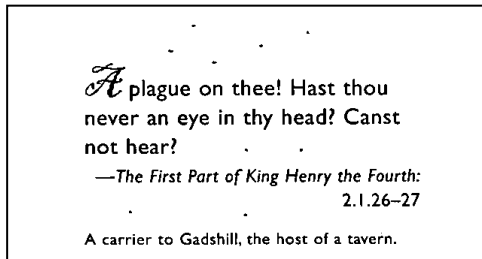 A plague on thee! Hast thou
never an eye in thy head? Canst
not hear?
—The First Part of King Henry the Fourth:
2.1.26–27
A carrier to Gadshill, the host of a tavern.